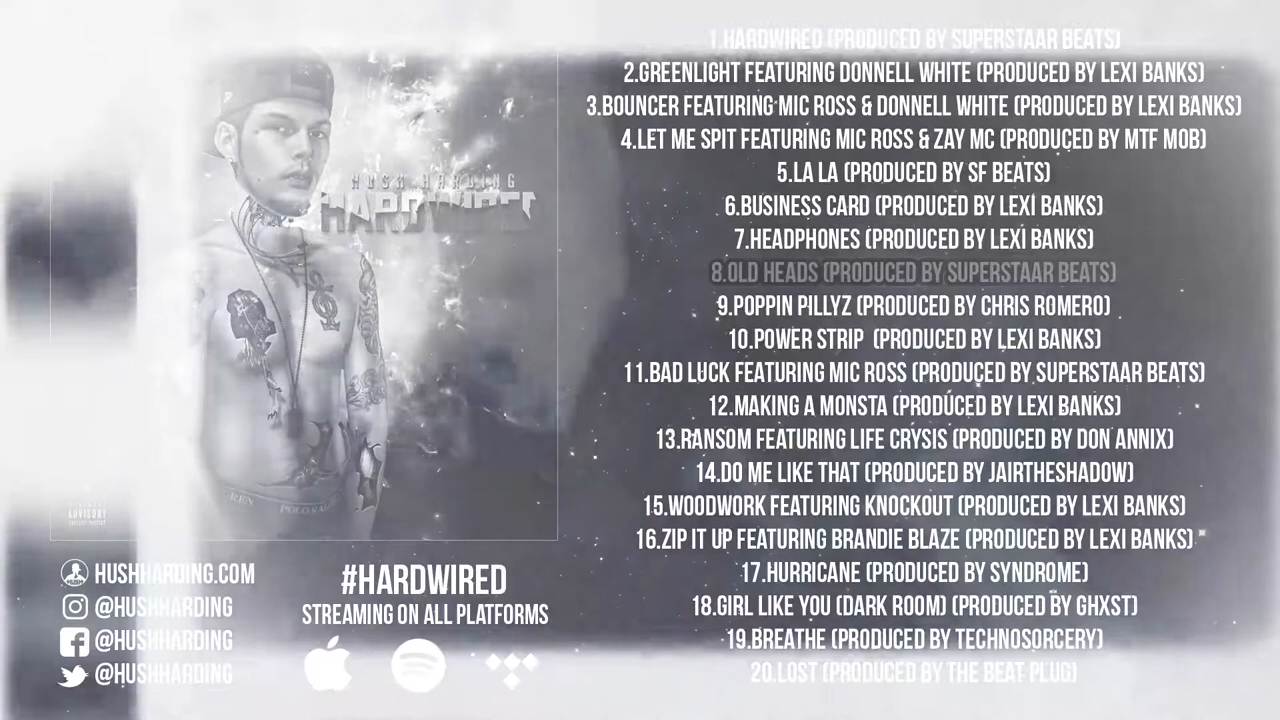 HUSH HARDING
HARDWIRED
ADVISORY
REN
POLO RA
HUSHHARDING.COM
@HUSHHARDING
@HUSHHARDING
@HUSHHARDING
#HARDWIRED
STREAMING ON ALL PLATFORMS
1.HARDWIRED (PRODUCED BY SUPERSTAAR BEATS)
2.GREENLIGHT FEATURING DONNELL WHITE (PRODUCED BY LEXI BANKS)
3.BOUNCER FEATURING MIC ROSS & DONNELL WHITE (PRODUCED BY LEXI BANKS)
4.LET ME SPIT FEATURING MIC ROSS & ZAY MC (PRODUCED BY MTF MOB)
5.LA LA (PRODUCED BY SF BEATS)
6.BUSINESS CARD (PRODUCED BY LEXI BANKS)
7.HEADPHONES (PRODUCED BY LEXI BANKS)
8.OLD HEADS (PRODUCED BY SUPERSTAAR BEATS)
9.POPPIN PILLYZ (PRODUCED BY CHRIS ROMERO)
10.POWER STRIP (PRODUCED BY LEXI BANKS)
11.BAD LUCK FEATURING MIC ROSS (PRODUCED BY SUPERSTAAR BEATS)
12.MAKING A MONSTA (PRODUCED BY LEXI BANKS)
13.RANSOM FEATURING LIFE CRYSIS (PRODUCED BY DON ANNIX)
14.DO ME LIKE THAT (PRODUCED BY JAIRTHESHADOW)
15.WOODWORK FEATURING KNOCKOUT (PRODUCED BY LEXI BANKS)
16.ZIP IT UP FEATURING BRANDIE BLAZE (PRODUCED BY LEXI BANKS)
17.HURRICANE (PRODUCED BY SYNDROME)
18.GIRL LIKE YOU (DARK ROOM) (PRODUCED BY GHXST)
19.BREATHE (PRODUCED BY TECHNOSORCERY)
20.LOST (PRODUCED BY THE BEAT PLUG)